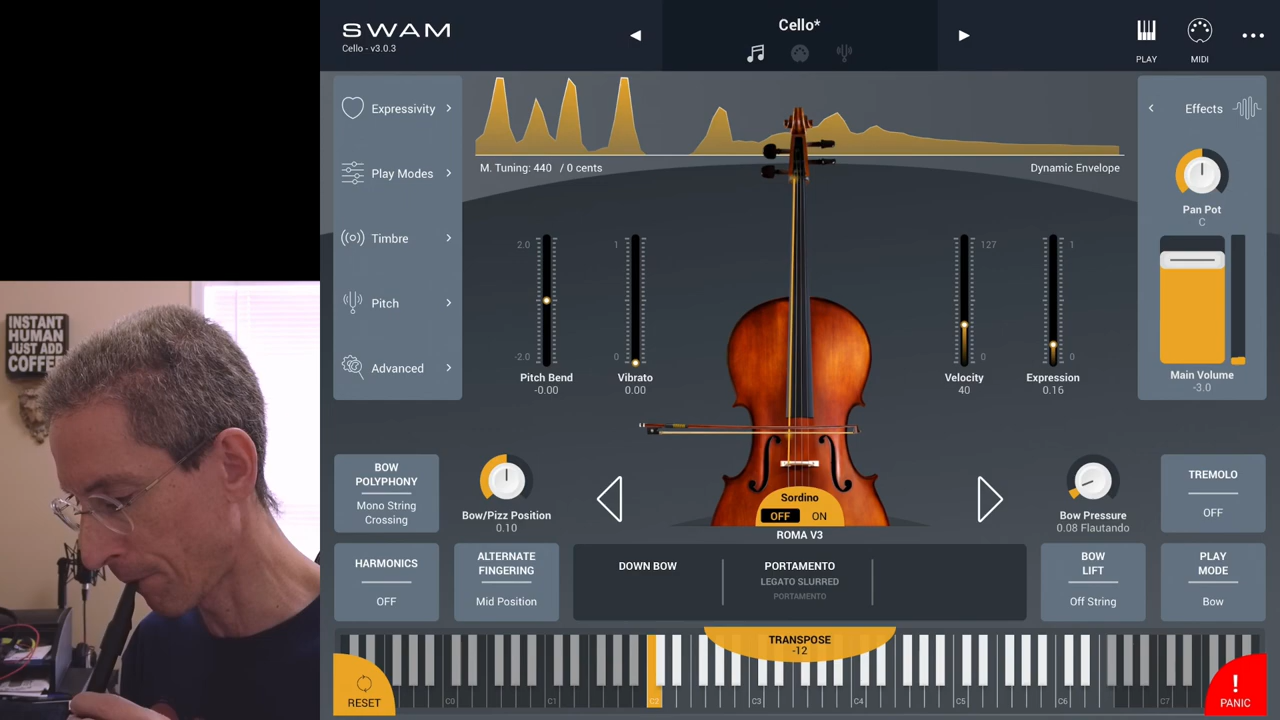 SWAM
Cello - v3.0.3
Cello*
PLAY
MIDI
Expressivity
Play Modes
Timbre
Pitch
Advanced
M. Tuning: 440 / 0 cents
Dynamic Envelope
Effects
Pan Pot
C
2.0
-2.0
Pitch Bend
-0.00
1
0
Vibrato
0.00
127
0
Velocity
40
1
0
Expression
0.16
Main Volume
-3.0
INSTANT
HUMAN
JUST ADD
COFFEE
BOW
POLYPHONY
Mono String
Crossing
Bow/Pizz Position
0.10
Sordino
OFF ON
ROMA V3
Bow Pressure
0.08 Flautando
TREMOLO
OFF
HARMONICS
OFF
ALTERNATE
FINGERING
Mid Position
DOWN BOW
PORTAMENTO
LEGATO SLURRED
PORTAMENTO
BOW
LIFT
Off String
PLAY
MODE
Bow
TRANSPOSE
-12
RESET
C0 C1 C2 C3 C4 C5 C6 C7
!
PANIC